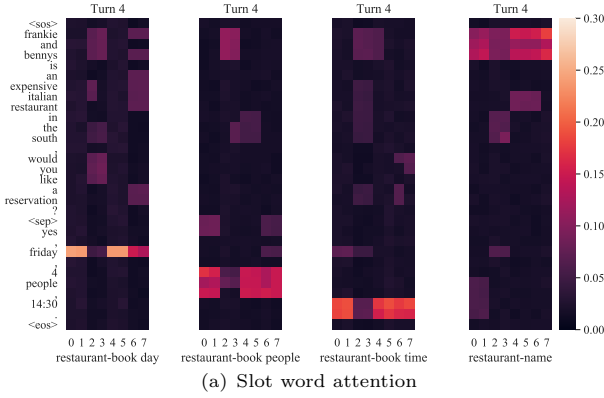 Turn 4 Turn 4 Turn 4 Turn 4
<sos>
frankie
and
bennys
is
an
expensive
italian
restaurant
in
the
south
.
would
you
like
a
reservation
?
<sep>
yes
,
friday
,
4
people
,
14:30
.
<eos>
0.30
0.25
0.20
0.15
0.10
0.05
0.00
0 1 2 3 4 5 6 7 0 1 2 3 4 5 6 7 0 1 2 3 4 5 6 7 0 1 2 3 4 5 6 7
restaurant-book day restaurant-book people restaurant-book time restaurant-name
(a) Slot word attention